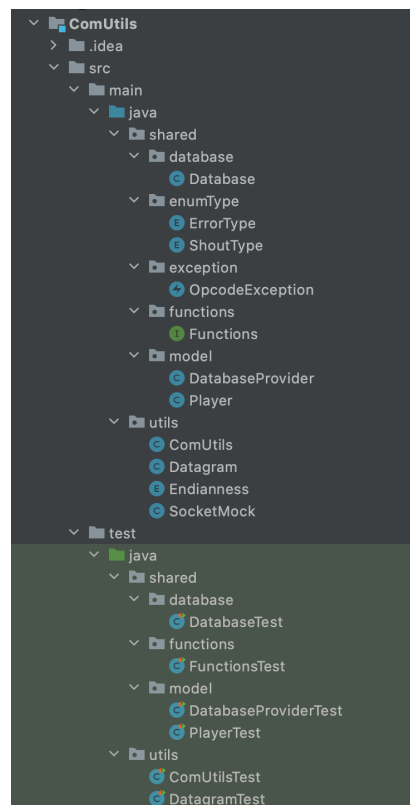 ComUtils
.idea
src
main
java
shared
database
Database
enumType
ErrorType
ShoutType
exception
OpcodeException
functions
Functions
model
DatabaseProvider
Player
utils
ComUtils
Datagram
Endianness
SocketMock
test
java
shared
database
DatabaseTest
functions
FunctionsTest
model
DatabaseProviderTest
PlayerTest
utils
ComUtilsTest
DatagramTest